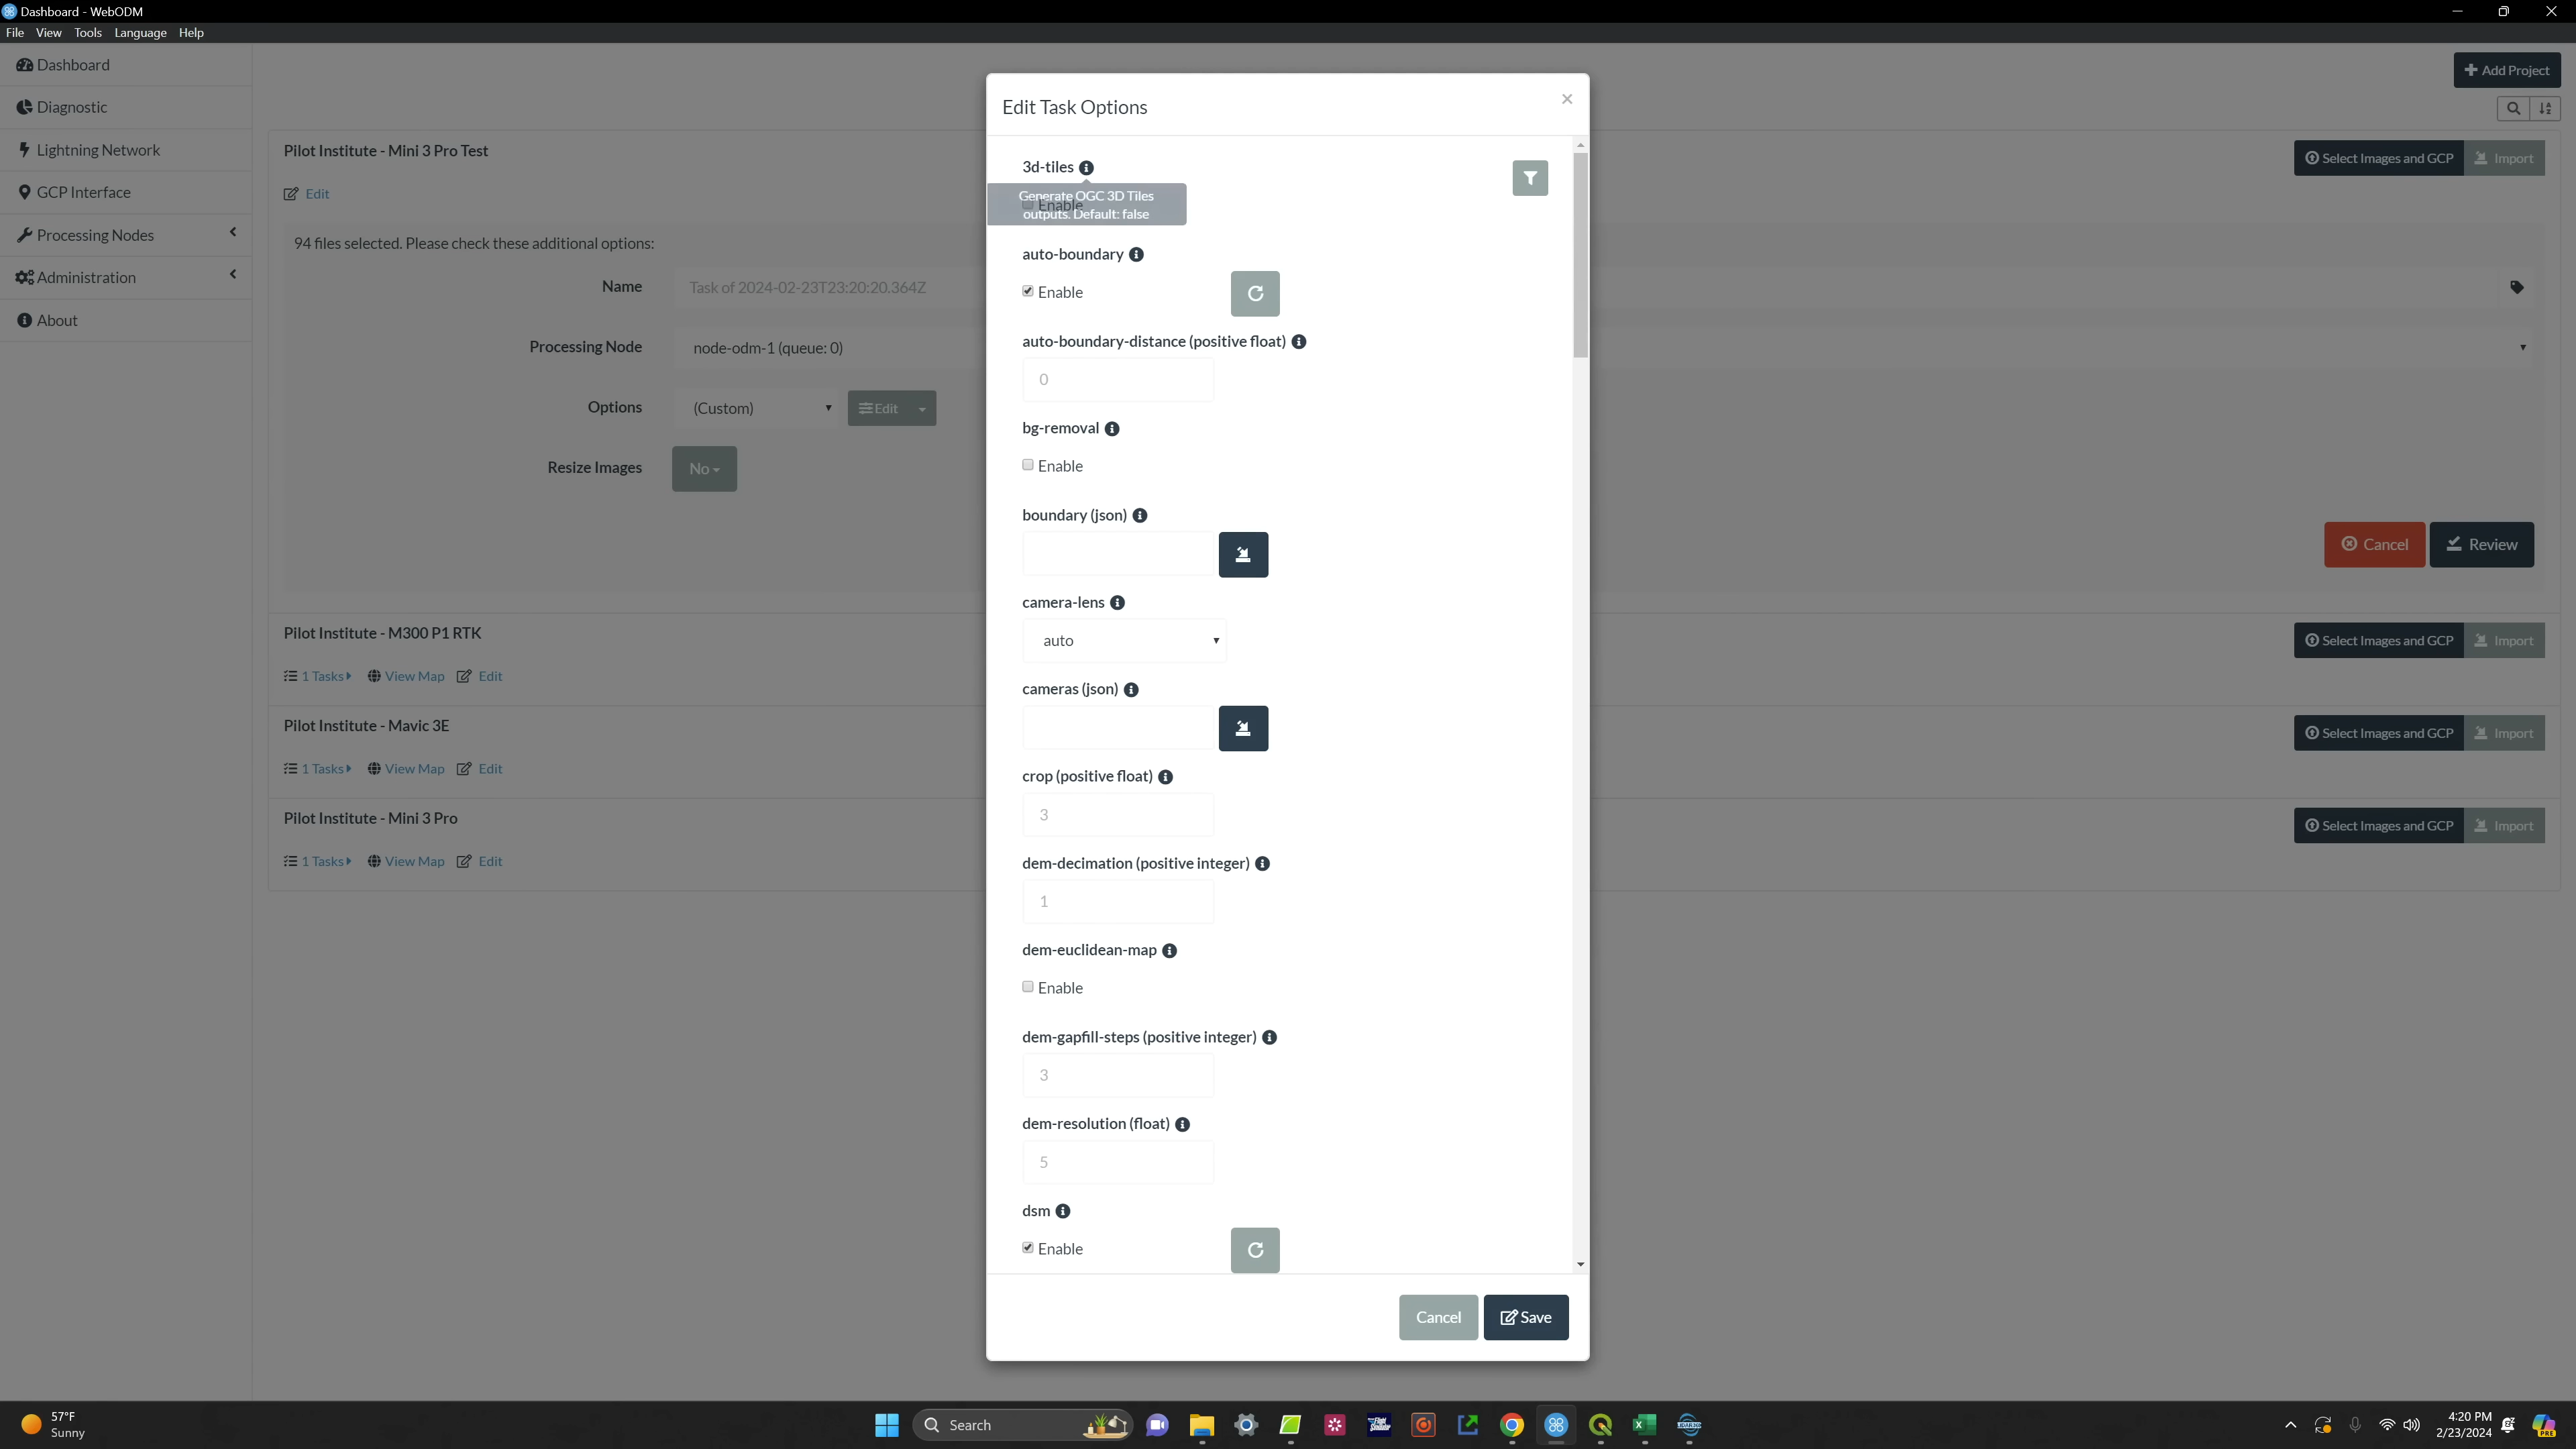 Dashboard - WebODM
File View Tools Language Help
Dashboard
Diagnostic
Lightning Network
GCP Interface
Processing Nodes
Administration
About
Add Project
Pilot Institute - Mini 3 Pro Test
Select Images and GCP Import
Edit
94 files selected. Please check these additional options:
Name Task of 2024-02-23T23:20:20.364Z
Processing Node node-odm-1 (queue: 0)
Options (Custom) Edit
Resize Images No
Cancel Review
Pilot Institute - M300 P1 RTK
Select Images and GCP Import
1 Tasks View Map Edit
Pilot Institute - Mavic 3E
Select Images and GCP Import
1 Tasks View Map Edit
Pilot Institute - Mini 3 Pro
Select Images and GCP Import
1 Tasks View Map Edit
Edit Task Options
3d-tiles
Generate OGC 3D Tiles
outputs. Default: false
Enable
auto-boundary
Enable
auto-boundary-distance (positive float)
0
bg-removal
Enable
boundary (json)
camera-lens
auto
cameras (json)
crop (positive float)
3
dem-decimation (positive integer)
1
dem-euclidean-map
Enable
dem-gapfill-steps (positive integer)
3
dem-resolution (float)
5
dsm
Enable
Cancel Save
57°F
Sunny
Search
4:20 PM
2/23/2024
PRE